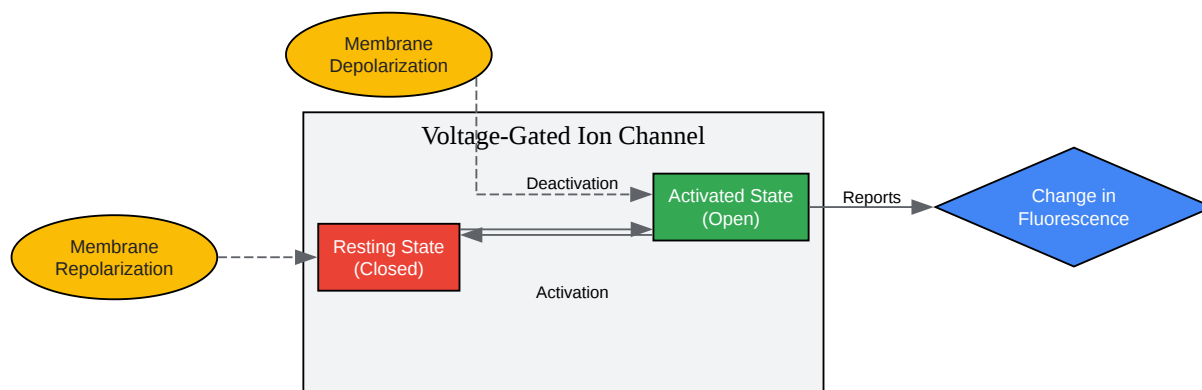 Membrane
Depolarization
Voltage-Gated Ion Channel
Deactivation
Activated State
(Open)
Reports
Change in
Fluorescence
Membrane
Repolarization
Resting State
(Closed)
Activation